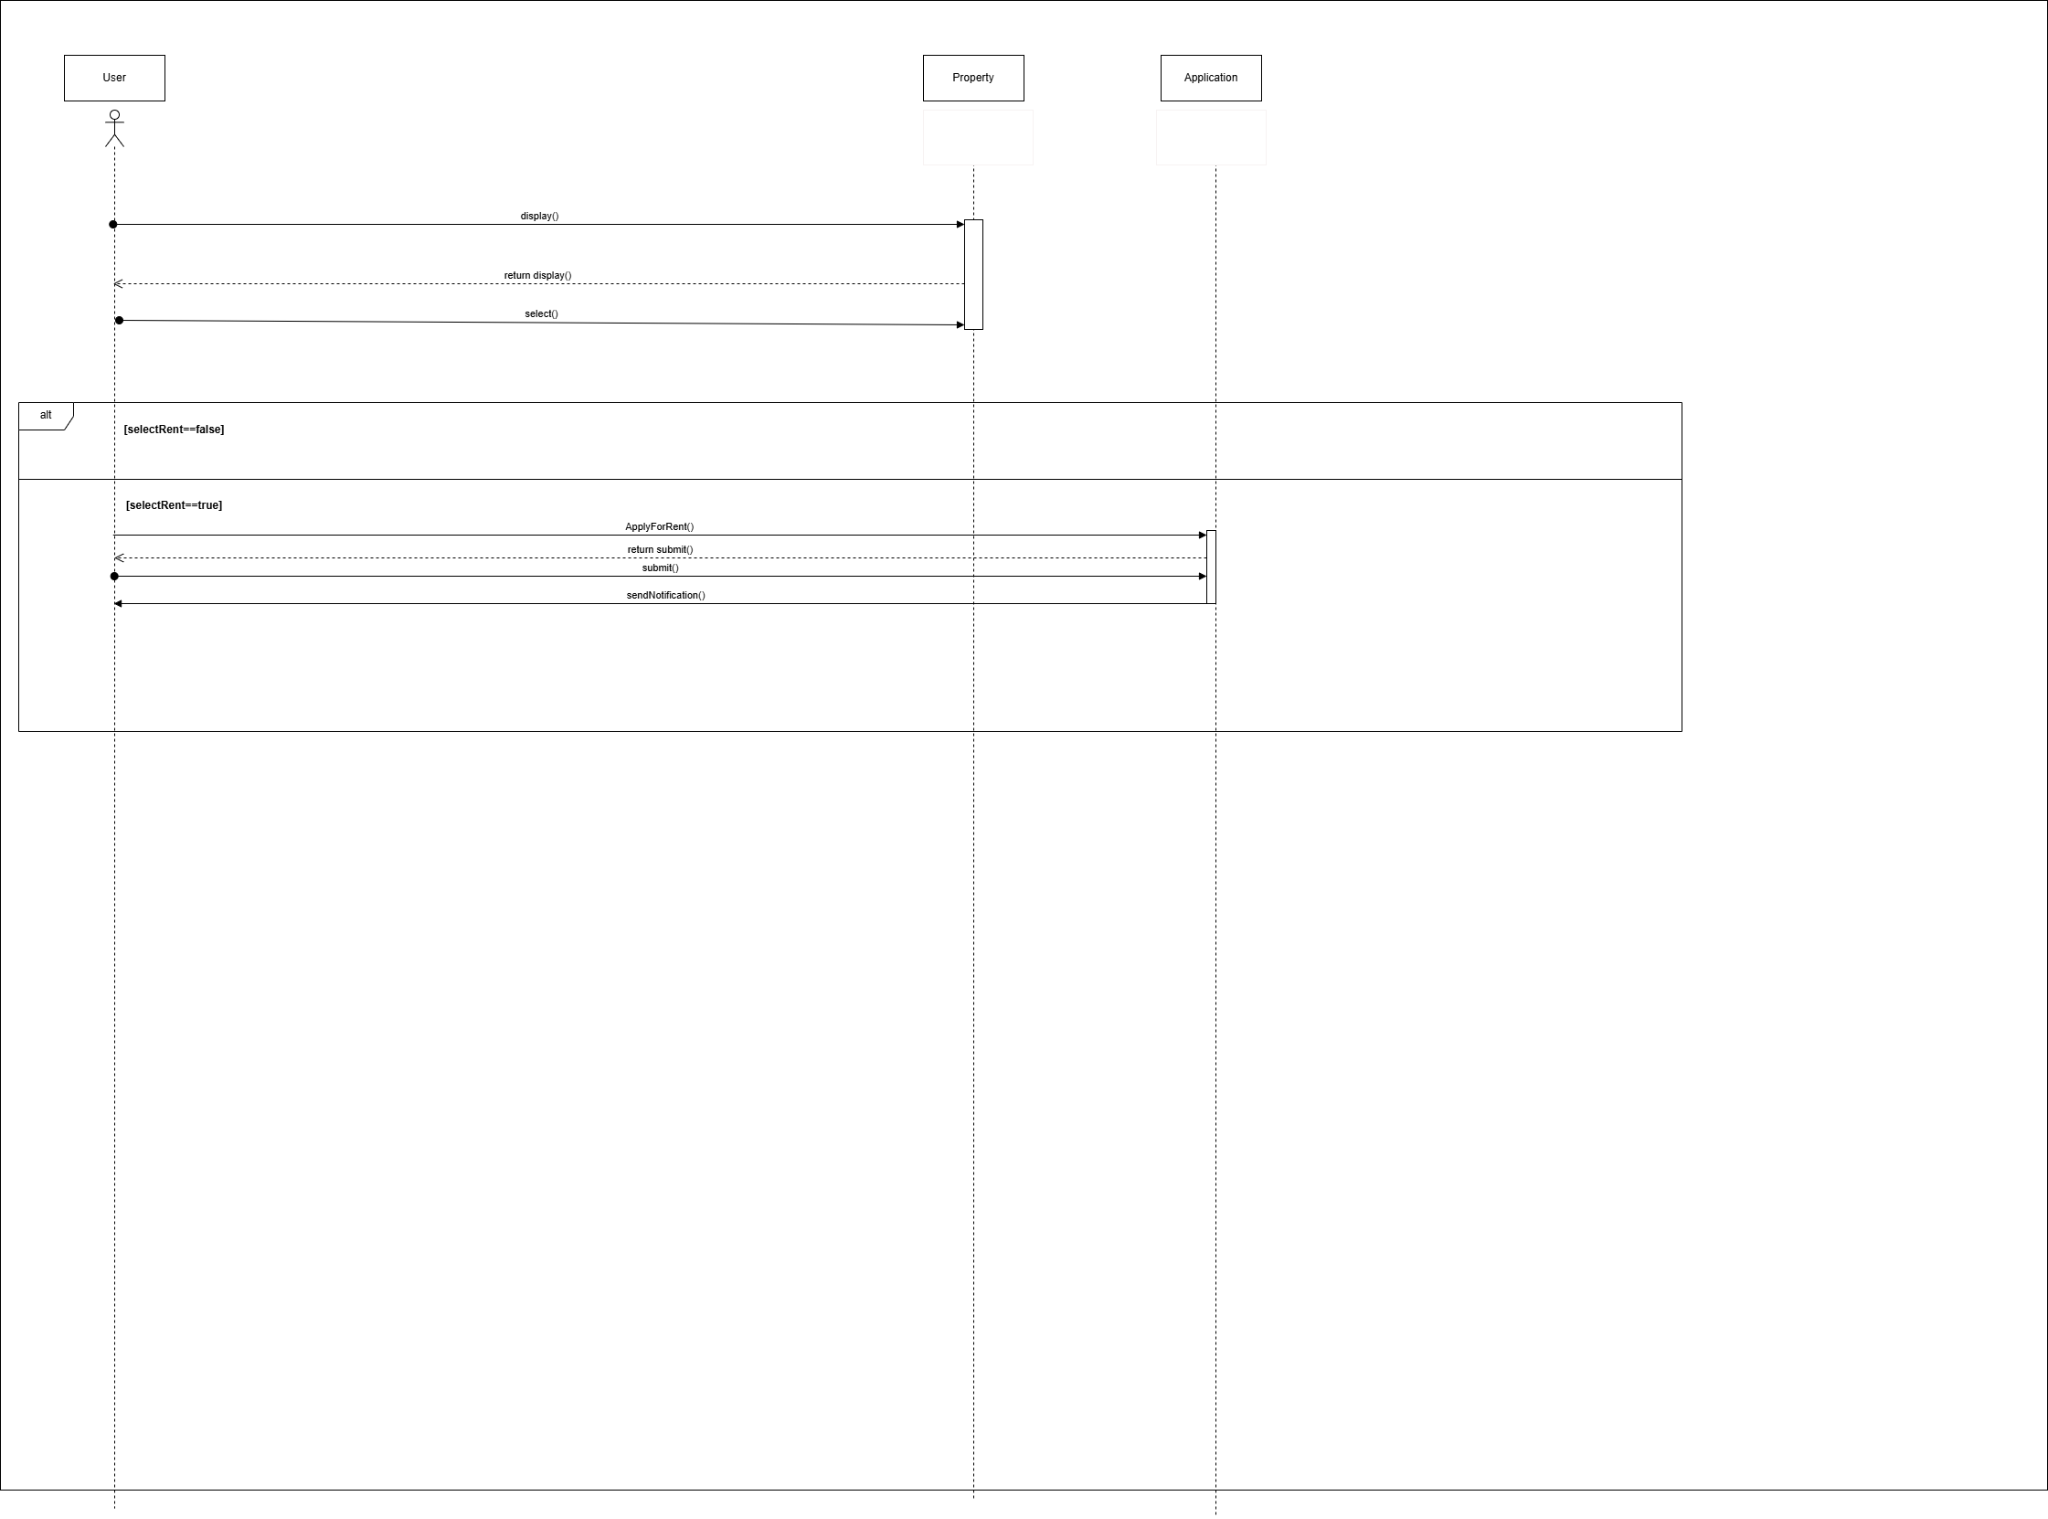 User
Property
Application
display()
return display()
select()
alt
[selectRent==false]
[selectRent==true]
ApplyForRent()
return submit()
submit()
sendNotification()